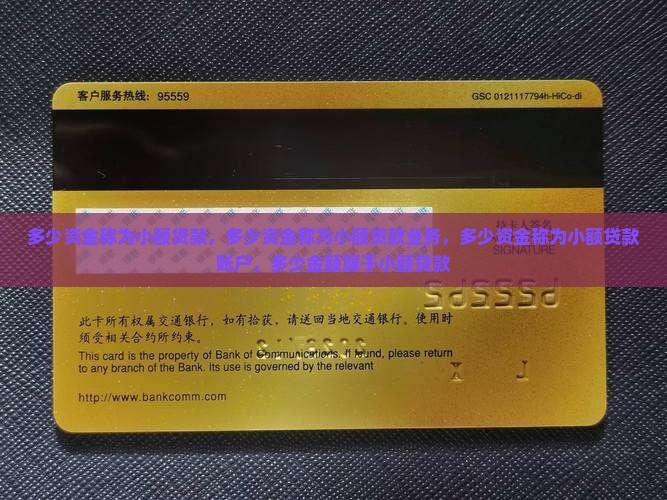 客户服务热线：95559
GSC 0121117794h-HiCo-di
持卡人签名
SIGNATURE
多少资金称为小额贷款，多少资金称为小额贷款业务，多少资金称为小额贷款
账户，多少金额属于小额贷款
此卡所有权属交通银行，如有拾获，请送回当地交通银行。使用时
须受相关合约所约束。
This card is the property of Bank of Communications. If found, please return
to any branch of the Bank. Its use is governed by the relevant
http://www.bankcomm.com